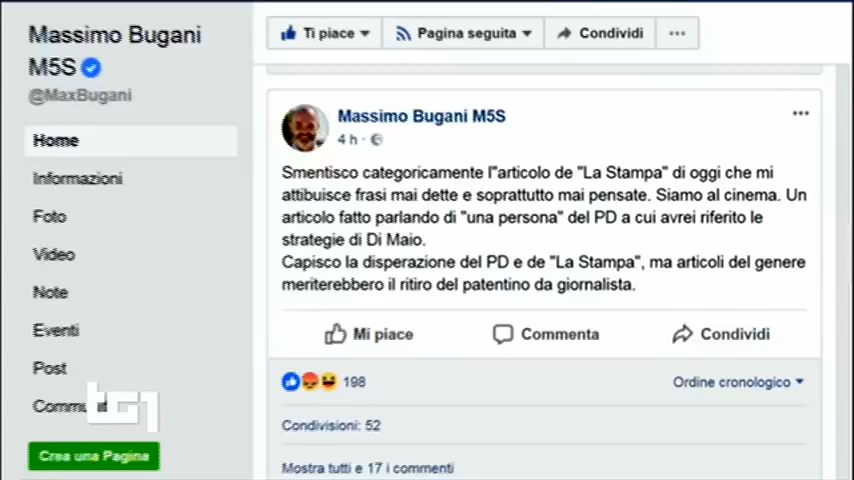 Massimo Bugani
M5S
@MaxBugani
Home
Informazioni
Foto
Video
Note
Eventi
Post
Commu
tg1
Crea una Pagina
Ti piace
Pagina seguita
Condividi
Massimo Bugani M5S
4 h
Smentisco categoricamente l"articolo de "La Stampa" di oggi che mi
attibuisce frasi mai dette e soprattutto mai pensate. Siamo al cinema. Un
articolo fatto parlando di "una persona" del PD a cui avrei riferito le
strategie di Di Maio.
Capisco la disperazione del PD e de "La Stampa", ma articoli del genere
meriterebbero il ritiro del patentino da giornalista.
Mi piace Commenta Condividi
198 Ordine cronologico
Condivisioni: 52
Mostra tutti e 17 i commenti